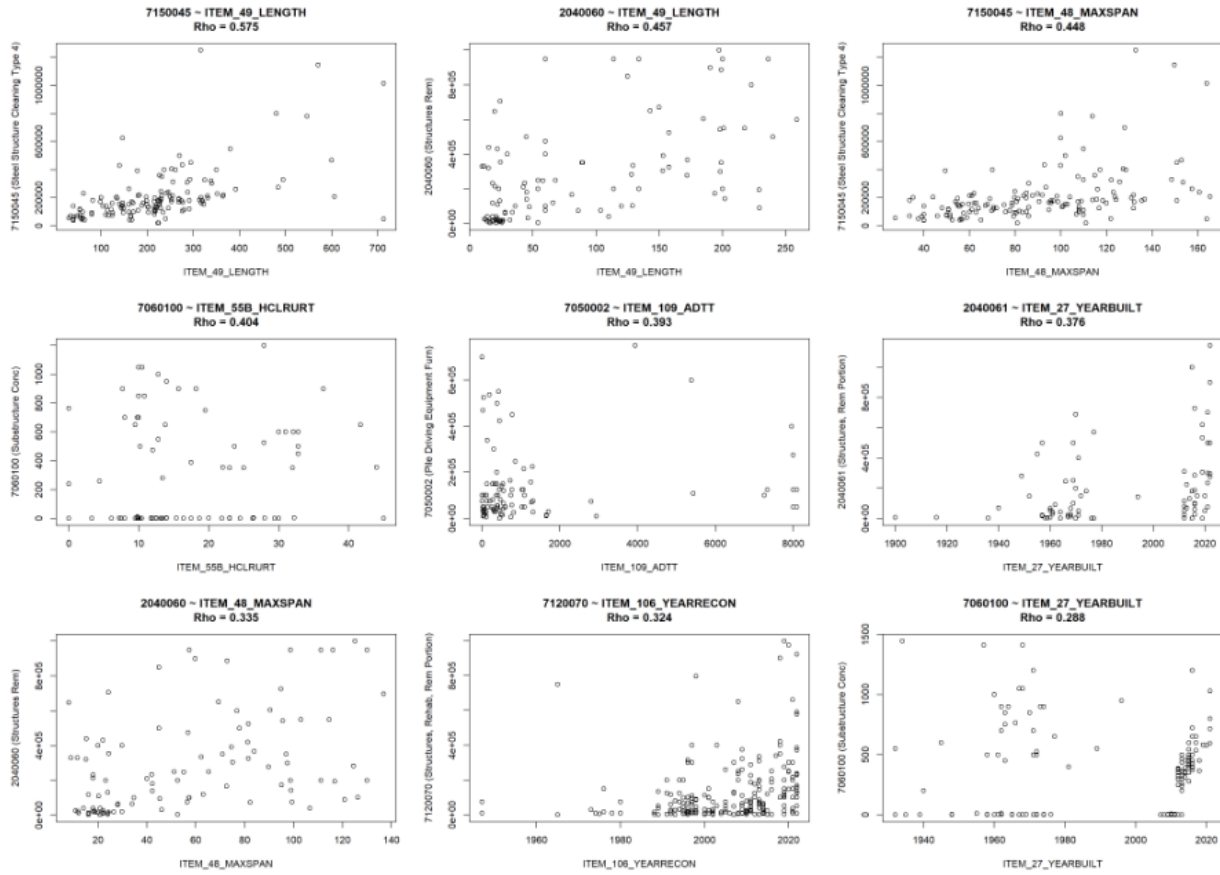 7150045 ~ ITEM_49_LENGTH
Rho = 0.575
7150045 (Steel Structure Cleaning Type 4)
0 200000 600000 1000000
100 200 300 400 500 600 700
ITEM_49_LENGTH
2040060 ~ ITEM_49_LENGTH
Rho = 0.457
2040060 (Structures Rem)
0e+00 4e+05 8e+05
0 50 100 150 200 250
ITEM_49_LENGTH
7150045 ~ ITEM_48_MAXSPAN
Rho = 0.448
7150045 (Steel Structure Cleaning Type 4)
0 200000 600000 1000000
40 60 80 100 120 140 160
ITEM_48_MAXSPAN
7060100 ~ ITEM_55B_HCLRURT
Rho = 0.404
7060100 (Substructure Conc)
0 200 400 600 800 1000
0 10 20 30 40
ITEM_55B_HCLRURT
7050002 ~ ITEM_109_ADTT
Rho = 0.393
7050002 (Pile Driving Equipment Furn)
0e+00 2e+05 4e+05 6e+05
0 2000 4000 6000 8000
ITEM_109_ADTT
2040061 ~ ITEM_27_YEARBUILT
Rho = 0.376
2040061 (Structures, Rem Portion)
0e+00 4e+05 8e+05
1900 1920 1940 1960 1980 2000 2020
ITEM_27_YEARBUILT
2040060 ~ ITEM_48_MAXSPAN
Rho = 0.335
2040060 (Structures Rem)
0e+00 4e+05 8e+05
0 20 40 60 80 100 120 140
ITEM_48_MAXSPAN
7120070 ~ ITEM_106_YEARRECON
Rho = 0.324
7120070 (Structures, Rehab, Rem Portion)
0e+00 4e+05 8e+05
1960 1980 2000 2020
ITEM_106_YEARRECON
7060100 ~ ITEM_27_YEARBUILT
Rho = 0.288
7060100 (Substructure Conc)
0 500 1000 1500
1940 1960 1980 2000 2020
ITEM_27_YEARBUILT